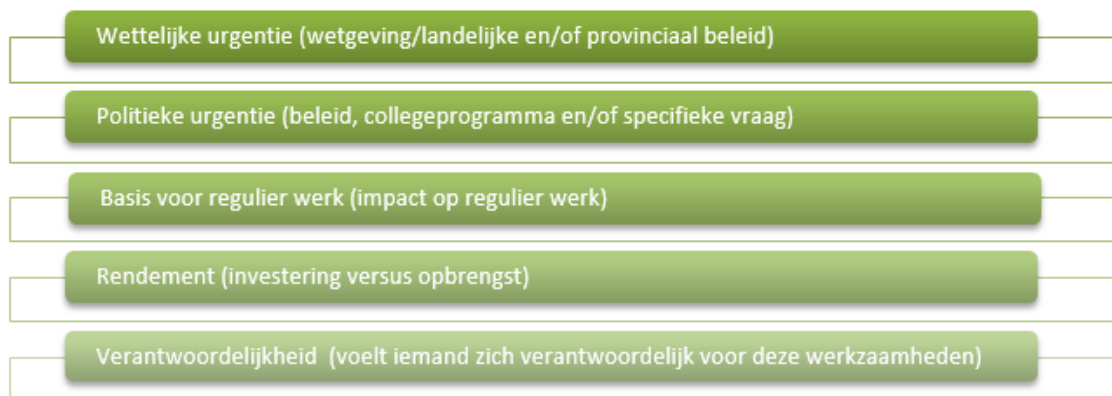 Wettelijke urgentie (wetgeving/landelijke en/of provinciaal beleid)
Politieke urgentie (beleid, collegeprogramma en/of specifieke vraag)
Basis voor regulier werk (impact op regulier werk)
Rendement (investering versus opbrengst)
Verantwoordelijkheid (voelt iemand zich verantwoordelijk voor deze werkzaamheden)